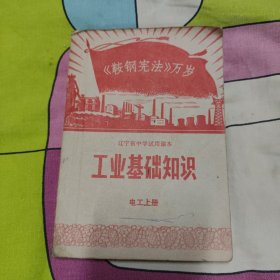 《鞍钢宪法》万岁
辽宁省中学试用课本
工业基础知识
电工上册